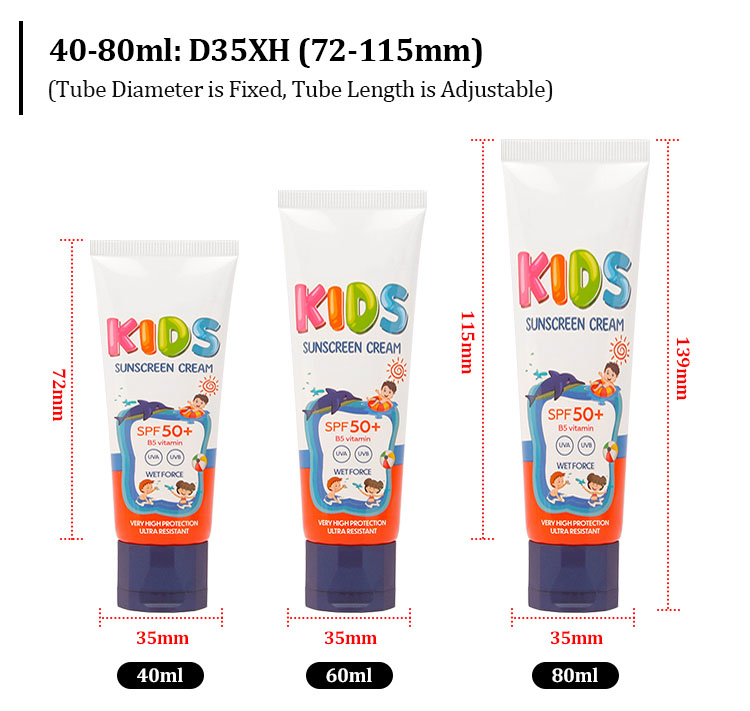 40-80ml: D35XH (72-115mm)
(Tube Diameter is Fixed, Tube Length is Adjustable)
72mm
KIDS
SUNSCREEN CREAM
SPF 50+
B5 vitamin
UVA UVB
WET FORCE
VERY HIGH PROTECTION
ULTRA RESISTANT
35mm
40ml
KIDS
SUNSCREEN CREAM
SPF 50+
B5 vitamin
UVA UVB
WET FORCE
VERY HIGH PROTECTION
ULTRA RESISTANT
35mm
60ml
115mm
KIDS
SUNSCREEN CREAM
SPF 50+
B5 vitamin
UVA UVB
WET FORCE
VERY HIGH PROTECTION
ULTRA RESISTANT
139mm
35mm
80ml